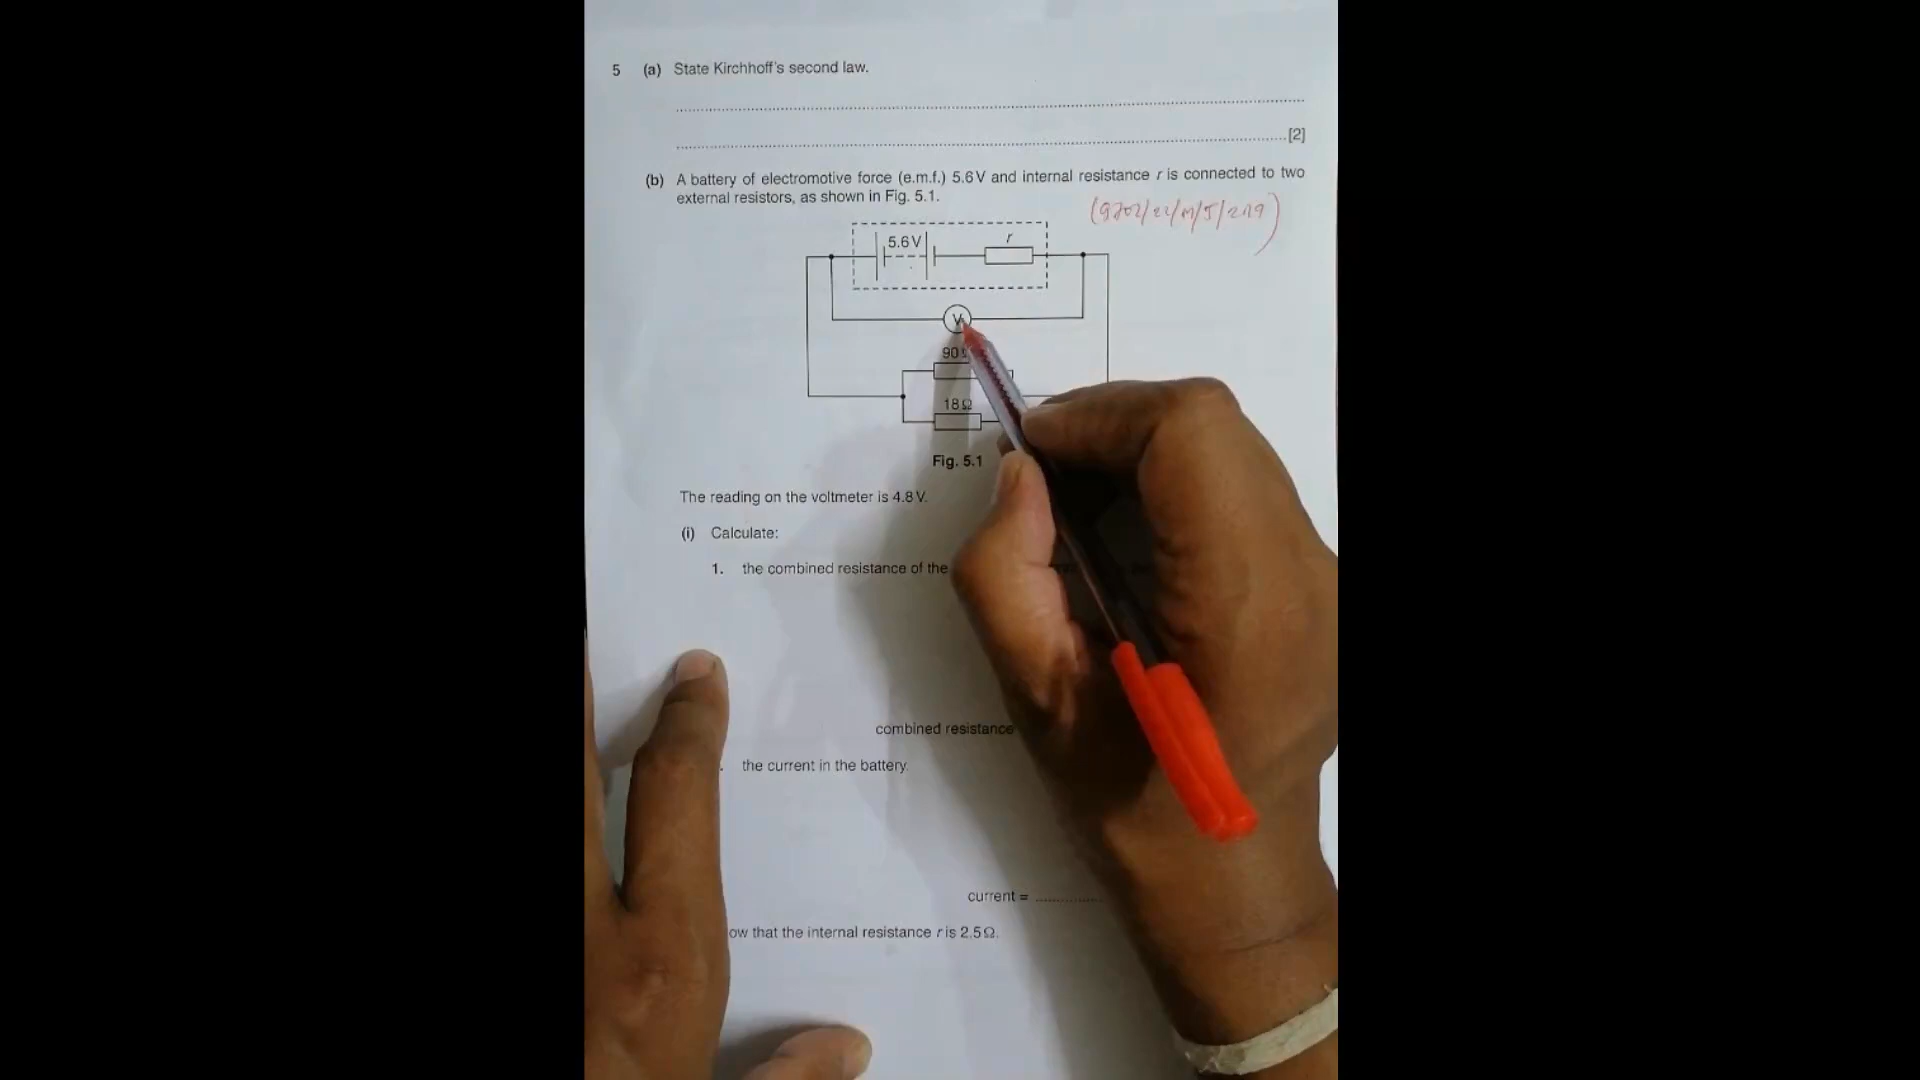 5 (a) State Kirchhoff's second law.
[2]
(b) A battery of electromotive force (e.m.f.) 5.6V and internal resistance r is connected to two
external resistors, as shown in Fig. 5.1.
5.6V r
V
90
18Ω
Fig. 5.1
The reading on the voltmeter is 4.8V.
(i) Calculate:
1. the combined resistance of the
combined resistance
the current in the battery.
current =
ow that the internal resistance r is 2.5Ω.